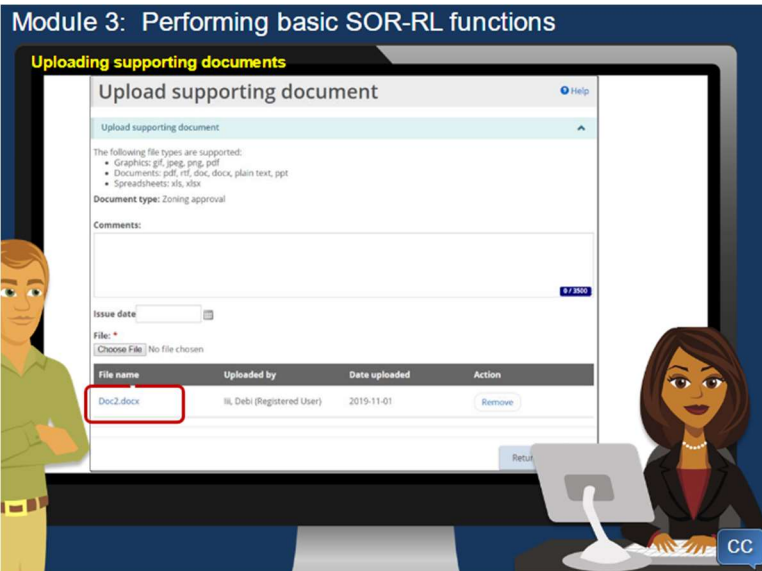 Module 3: Performing basic SOR-RL functions
Uploading supporting documents
Upload supporting document
Help
Upload supporting document
The following file types are supported:
• Graphics: gif, jpeg, png, pdf
• Documents: pdf, rtf, doc, docx, plain text, ppt
• Spreadsheets: xls, xlsx
Document type: Zoning approval
Comments:
0 / 3500
Issue date
File: *
Choose File No file chosen
File name Uploaded by Date uploaded Action
Doc2.docx Debi (Registered User) 2019-11-01 Remove
Retu
CC